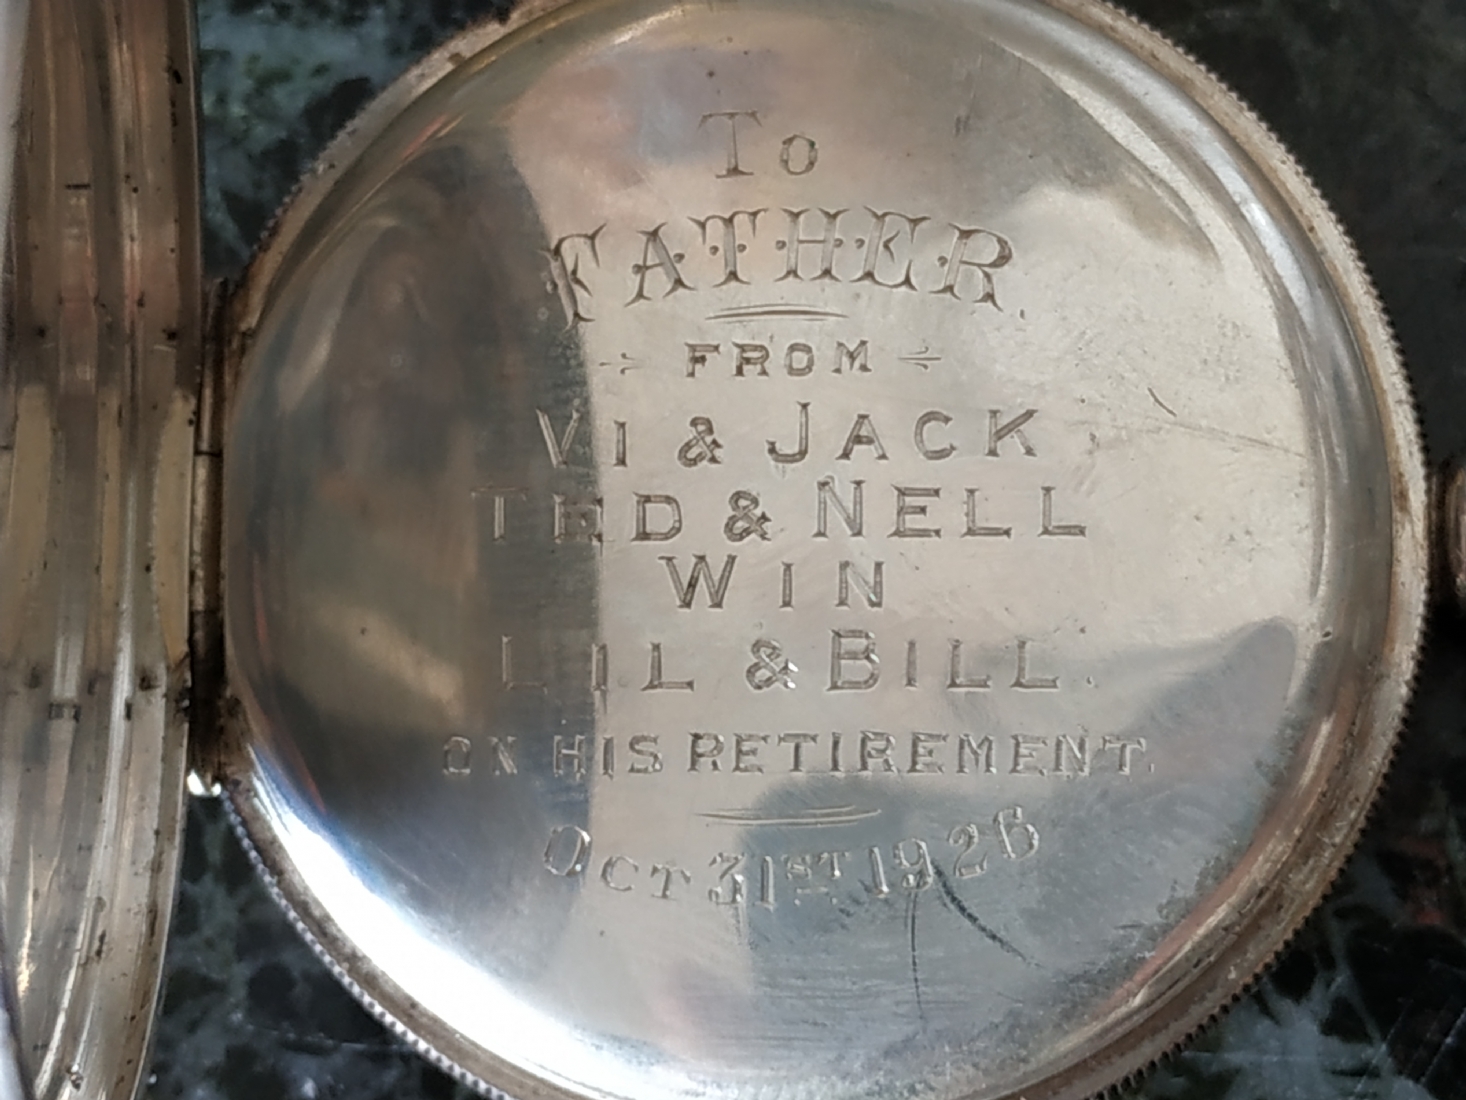 To
FATHER
FROM
VI & JACK
TED & NELL
WIN
LIL & BILL.
ON HIS RETIREMENT.
OCT 31ST 1926